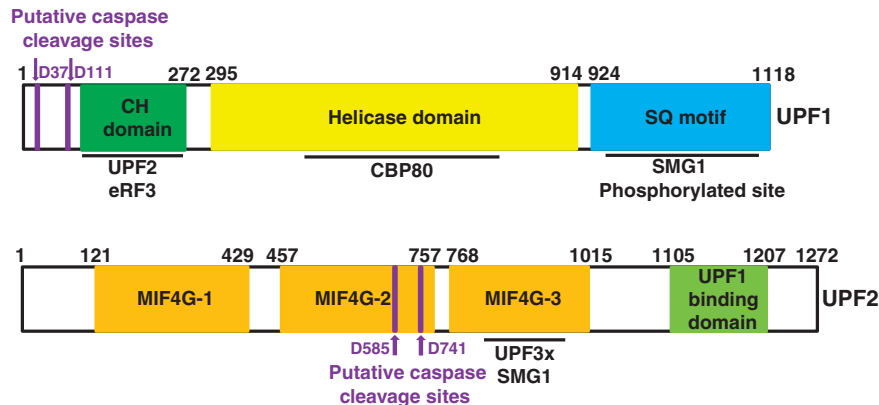 Putative caspase
cleavage sites
1 D37 D111 272 295 914 924 1118
CH
domain
Helicase domain
SQ motif
UPF1
UPF2
eRF3
CBP80
SMG1
Phosphorylated site
1 121 429 457 757 768 1015 1105 1207 1272
MIF4G-1
MIF4G-2
MIF4G-3
UPF1
binding
domain
UPF2
D585 D741
Putative caspase
cleavage sites
UPF3x
SMG1